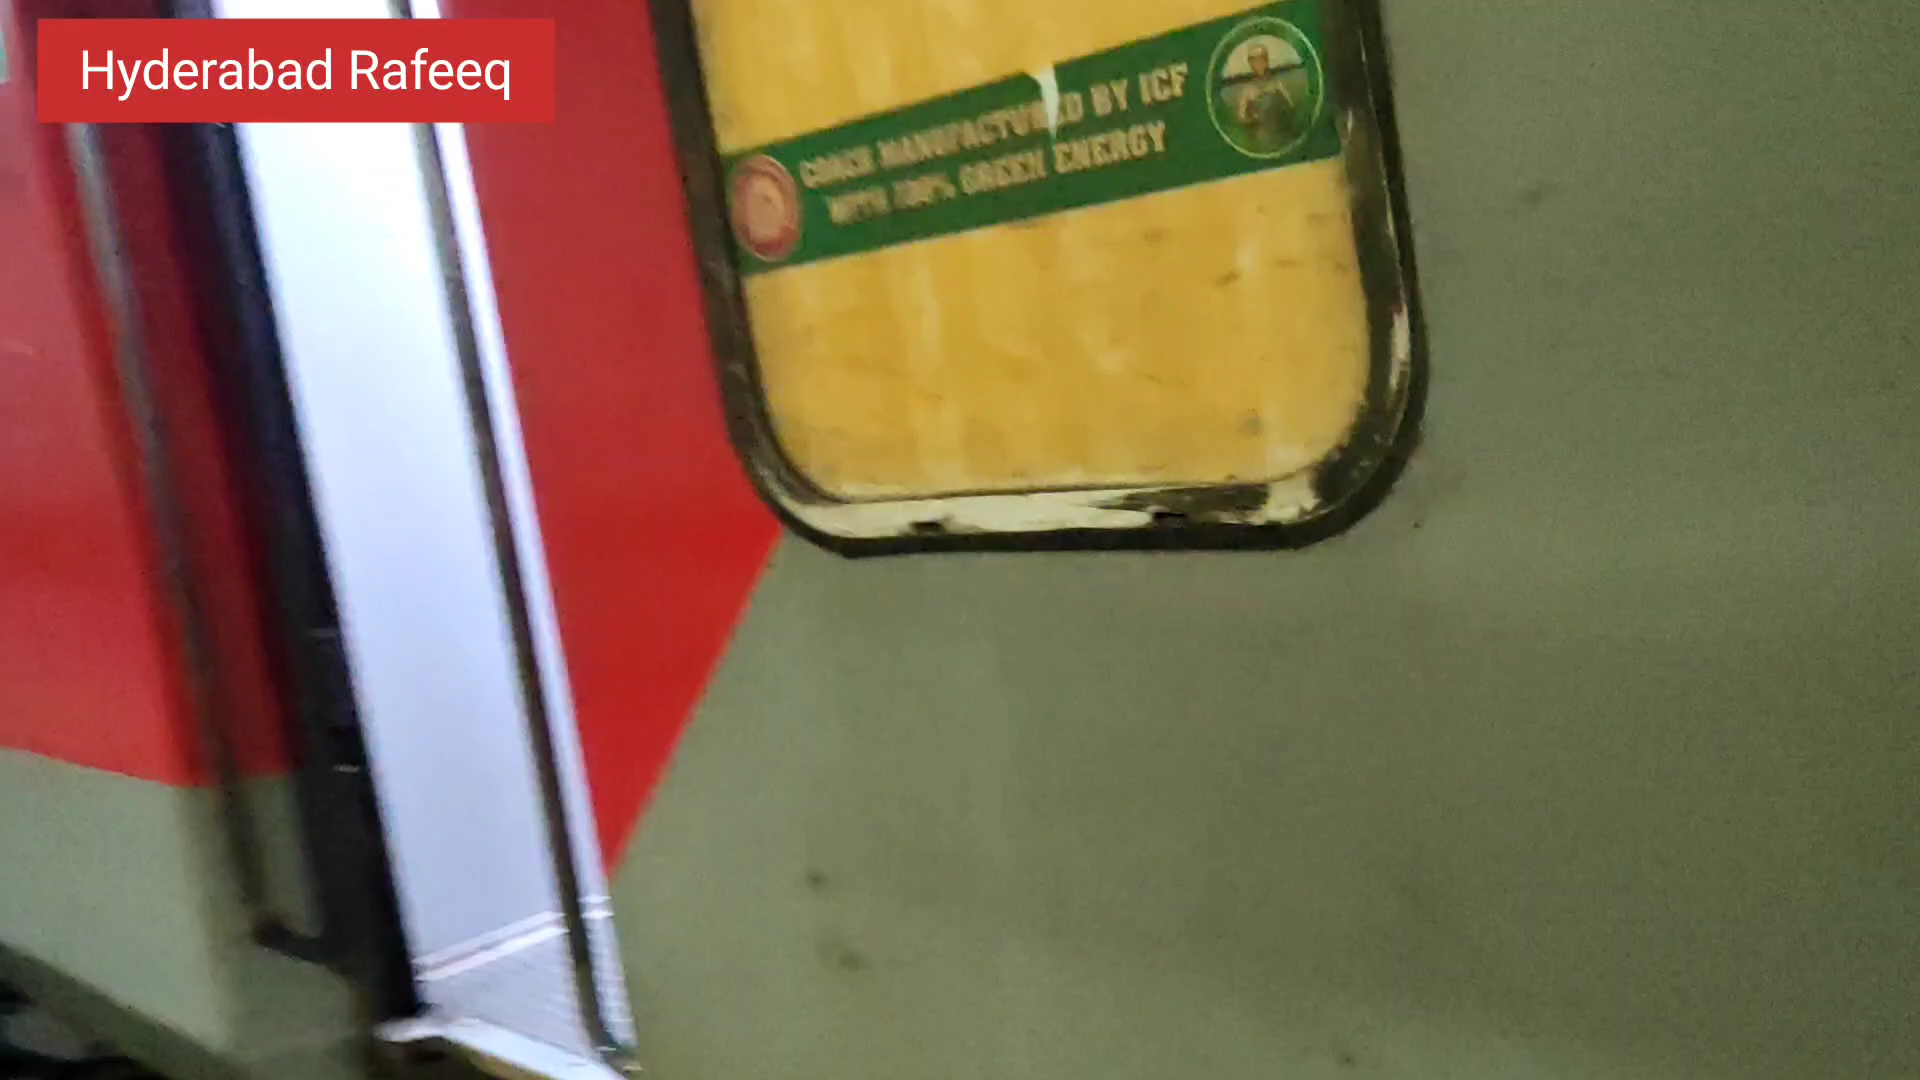 Hyderabad Rafeeq
COACH MANUFACTURED BY ICF
WITH 100% GREEN ENERGY